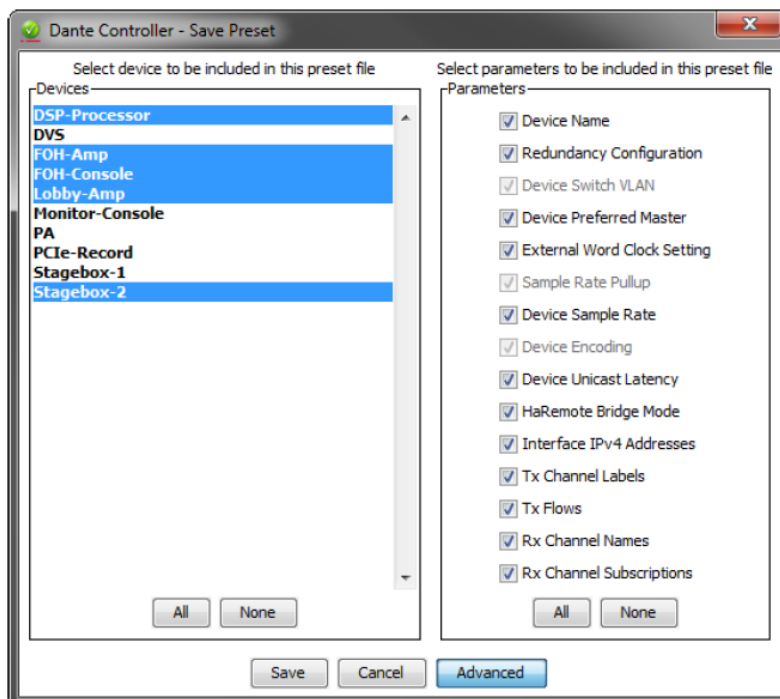 Dante Controller - Save Preset
Select device to be included in this preset file
Devices
DSP-Processor
DVS
FOH-Amp
FOH-Console
Lobby-Amp
Monitor-Console
PA
PCIe-Record
Stagebox-1
Stagebox-2
All
None
Select parameters to be included in this preset file
Parameters
Device Name
Redundancy Configuration
Device Switch VLAN
Device Preferred Master
External Word Clock Setting
Sample Rate Pullup
Device Sample Rate
Device Encoding
Device Unicast Latency
HaRemote Bridge Mode
Interface IPv4 Addresses
Tx Channel Labels
Tx Flows
Rx Channel Names
Rx Channel Subscriptions
All
None
Save
Cancel
Advanced